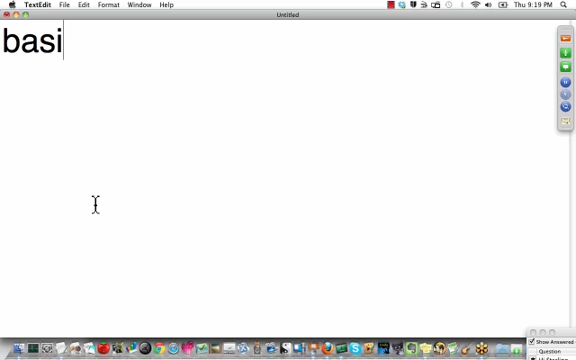 TextEdit File Edit Format Window Help Thu 9:19 PM
Untitled
basi
Show Answered
Question